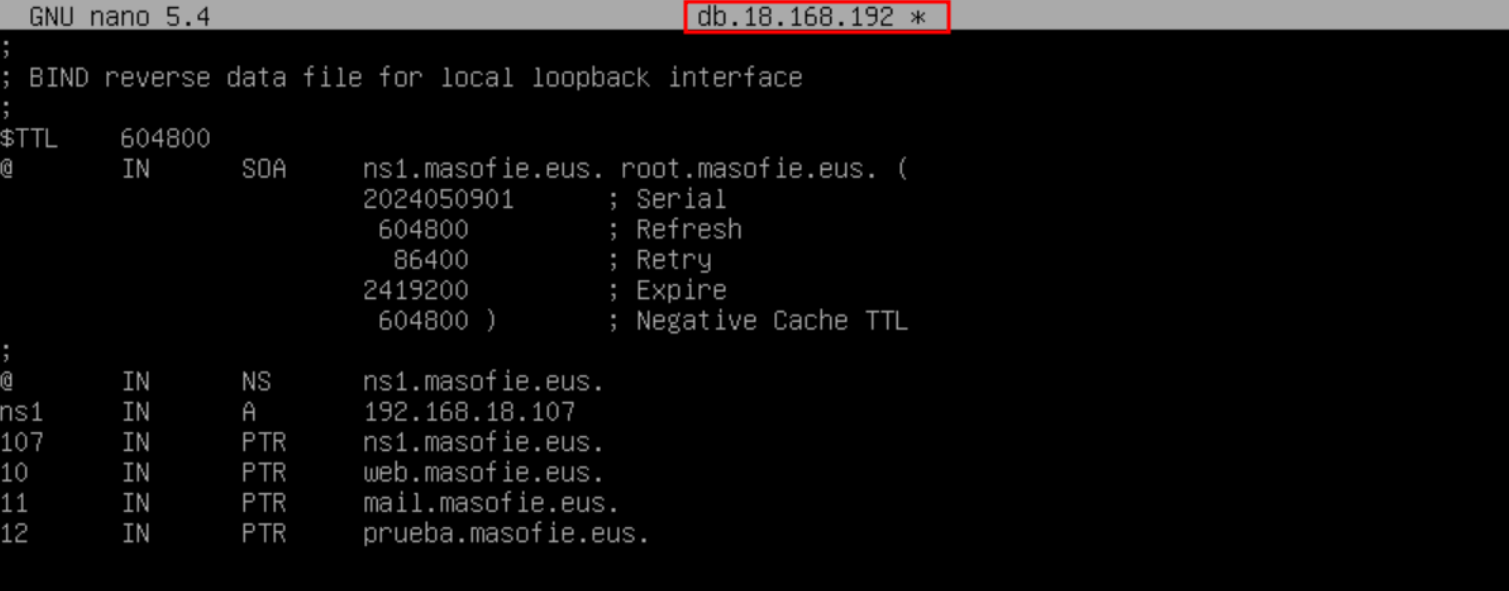 GNU nano 5.4 db.18.168.192 *
;
; BIND reverse data file for local loopback interface
;
$TTL 604800
@ IN SOA ns1.masofie.eus. root.masofie.eus. (
2024050901 ; Serial
604800 ; Refresh
86400 ; Retry
2419200 ; Expire
604800 ) ; Negative Cache TTL
;
@ IN NS ns1.masofie.eus.
ns1 IN A 192.168.18.107
107 IN PTR ns1.masofie.eus.
10 IN PTR web.masofie.eus.
11 IN PTR mail.masofie.eus.
12 IN PTR prueba.masofie.eus.